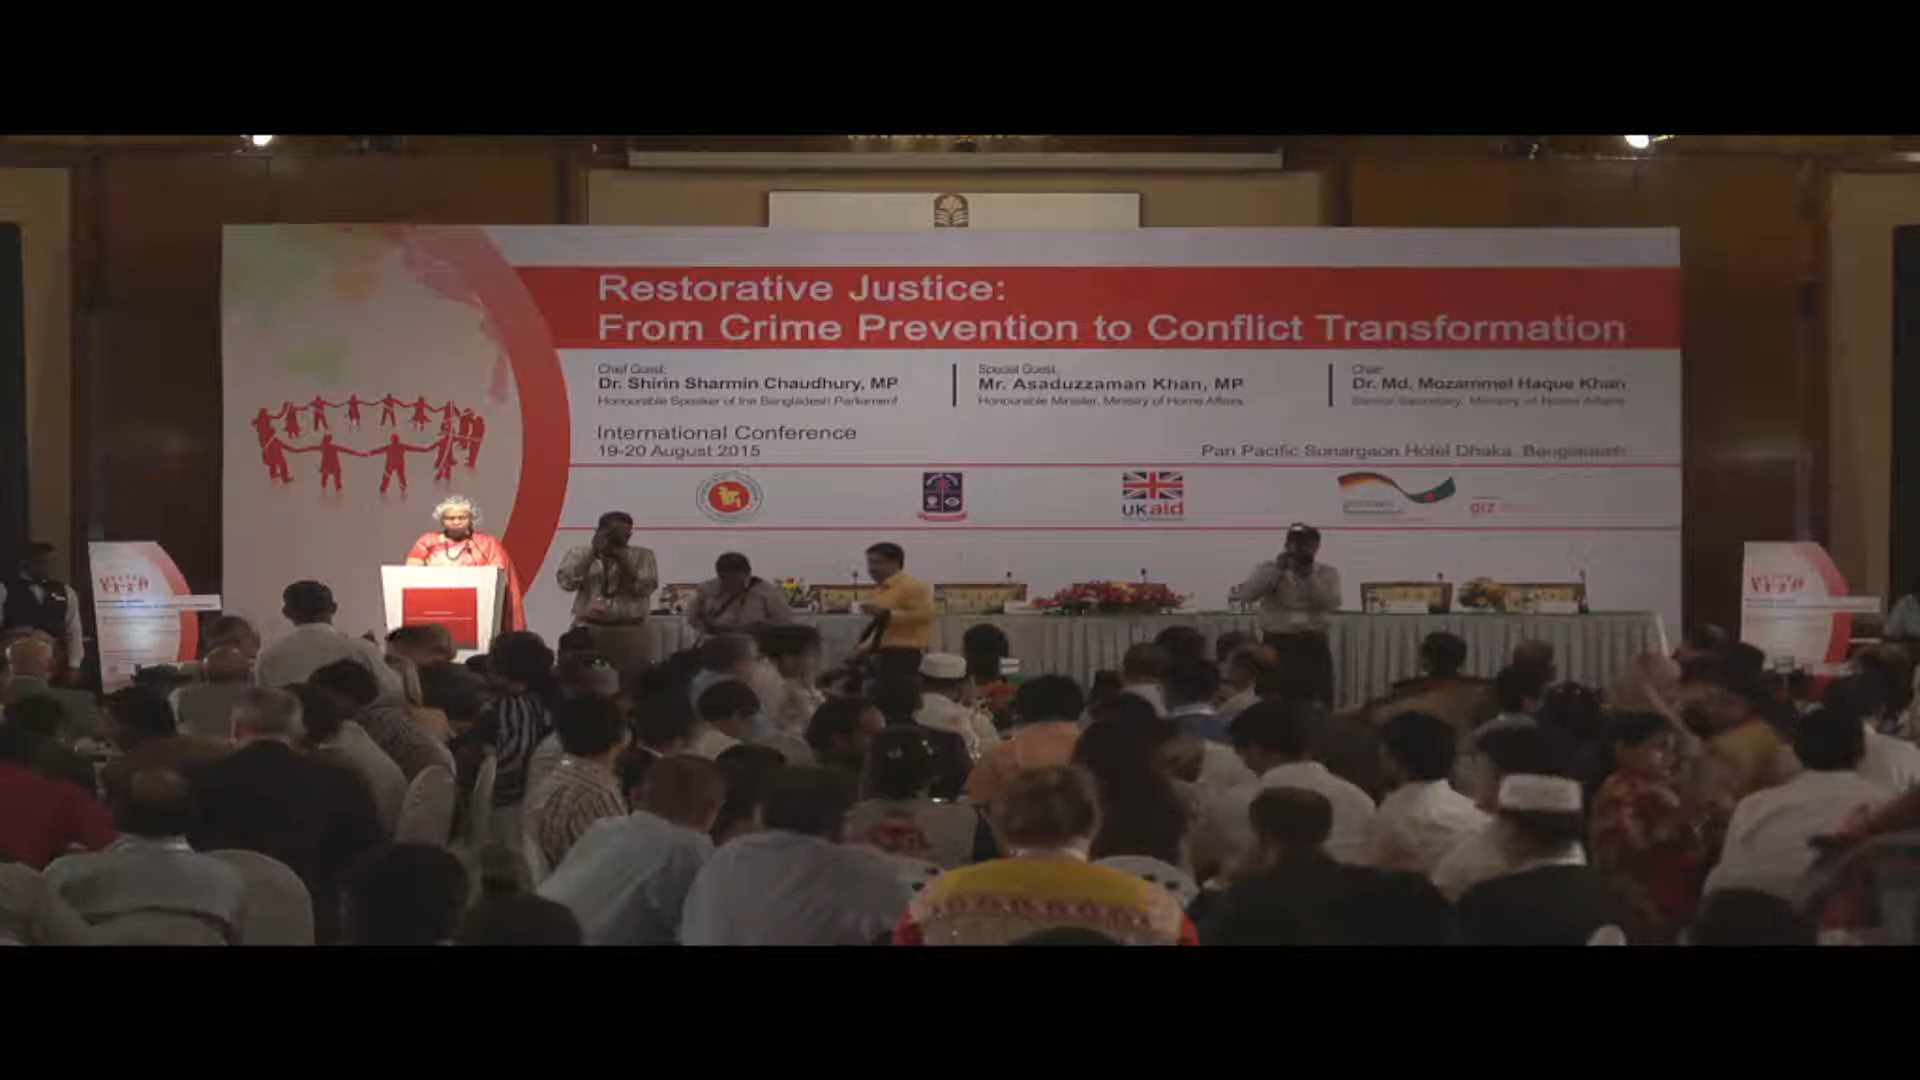 Restorative Justice:
From Crime Prevention to Conflict Transformation
Chief Guest:
Dr. Shirin Sharmin Chaudhury, MP
Honourable Speaker of the Bangladesh Parliament
Special Guest:
Mr. Asaduzzaman Khan, MP
Honourable Minister, Ministry of Home Affairs
Chair:
Dr. Md. Mozammel Haque Khan
Senior Secretary, Ministry of Home Affairs
International Conference
19-20 August 2015
Pan Pacific Sonargaon Hotel Dhaka, Bangladesh
UKaid
giz